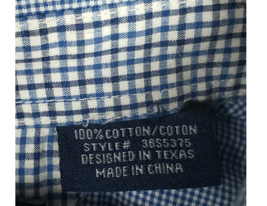 100% COTTON/COTON
STYLE# 36S5375
DESIGNED IN TEXAS
MADE IN CHINA